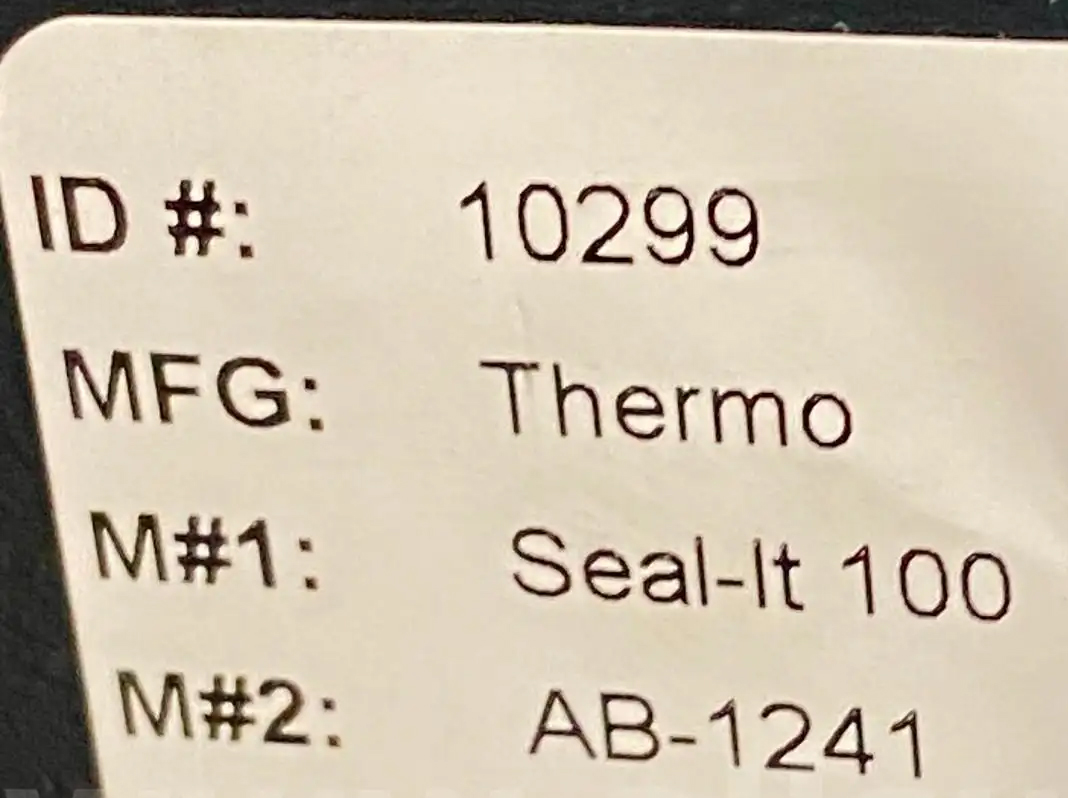 ID #: 10299
MFG: Thermo
M#1: Seal-It 100
M#2: AB-1241